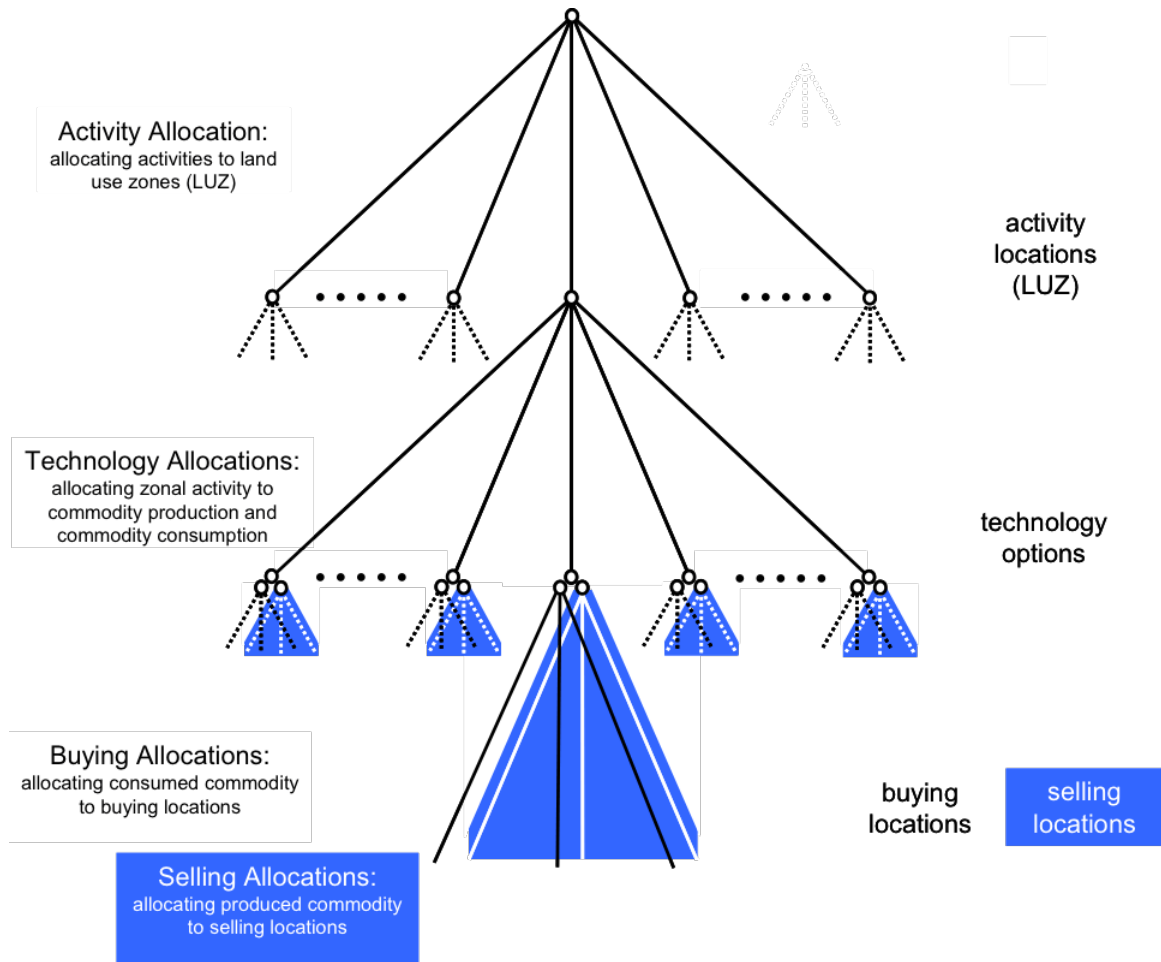 Activity Allocation:
allocating activities to land
use zones (LUZ)
activity
locations
(LUZ)
Technology Allocations:
allocating zonal activity to
commodity production and
commodity consumption
technology
options
Buying Allocations:
allocating consumed commodity
to buying locations
buying
locations
selling
locations
Selling Allocations:
allocating produced commodity
to selling locations